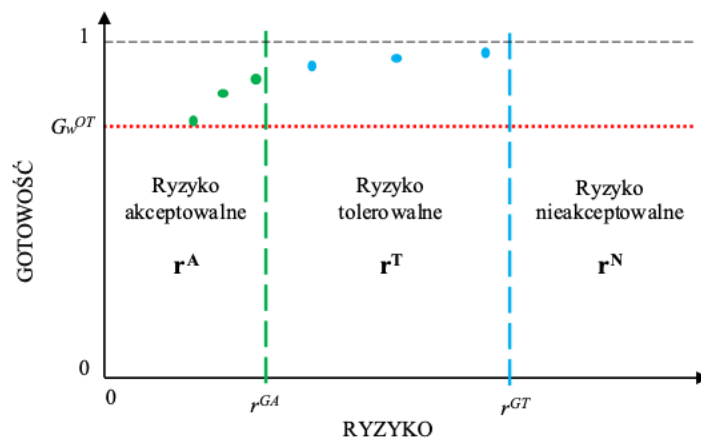 1
G_w^OT
GOTOWOŚĆ
Ryzyko
akceptowalne
r^A
Ryzyko
tolerowalne
r^T
Ryzyko
nieakceptowalne
r^N
0
0
r^GA
r^GT
RYZYKO